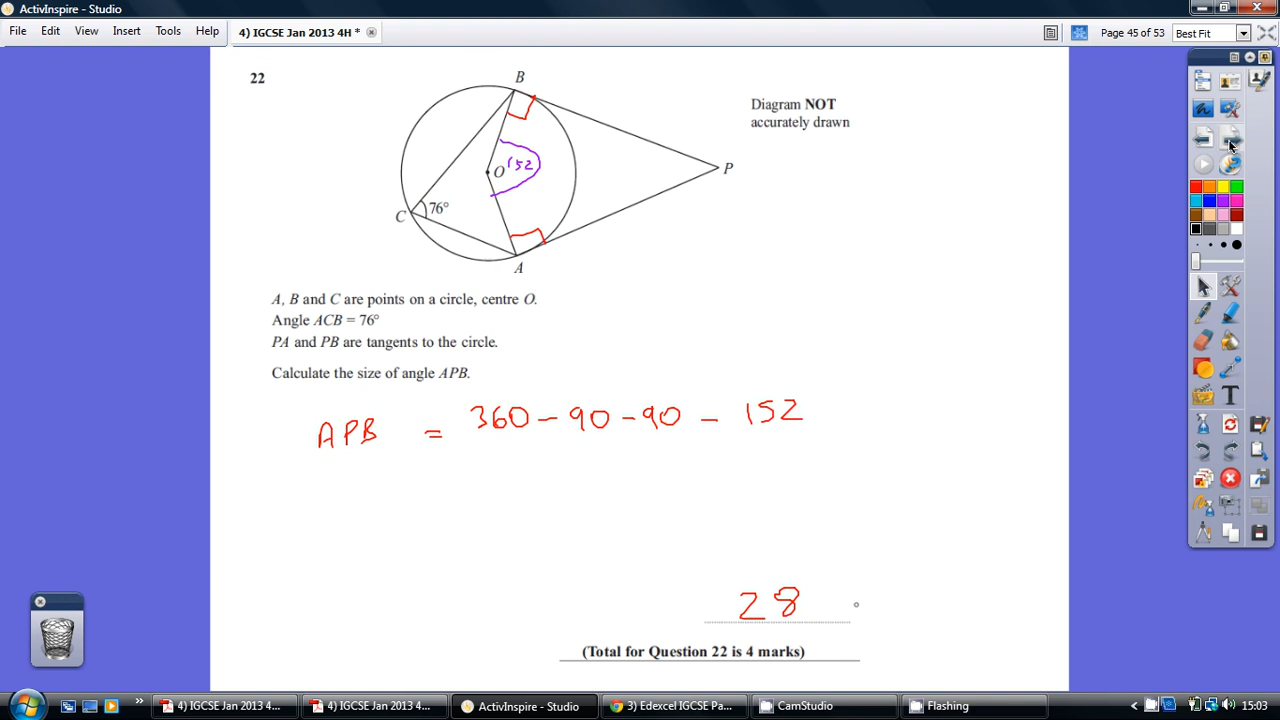 ActivInspire - Studio
File Edit View Insert Tools Help
4) IGCSE Jan 2013 4H *
Page 45 of 53
Best Fit
22
B
Diagram NOT
accurately drawn
O
152
P
C
76°
A
A, B and C are points on a circle, centre O.
Angle ACB = 76°
PA and PB are tangents to the circle.
Calculate the size of angle APB.
APB = 360 - 90 - 90 - 152
28 °
(Total for Question 22 is 4 marks)
4) IGCSE Jan 2013 4...
4) IGCSE Jan 2013 4...
ActivInspire - Studio
3) Edexcel IGCSE Pa...
CamStudio
Flashing
15:03